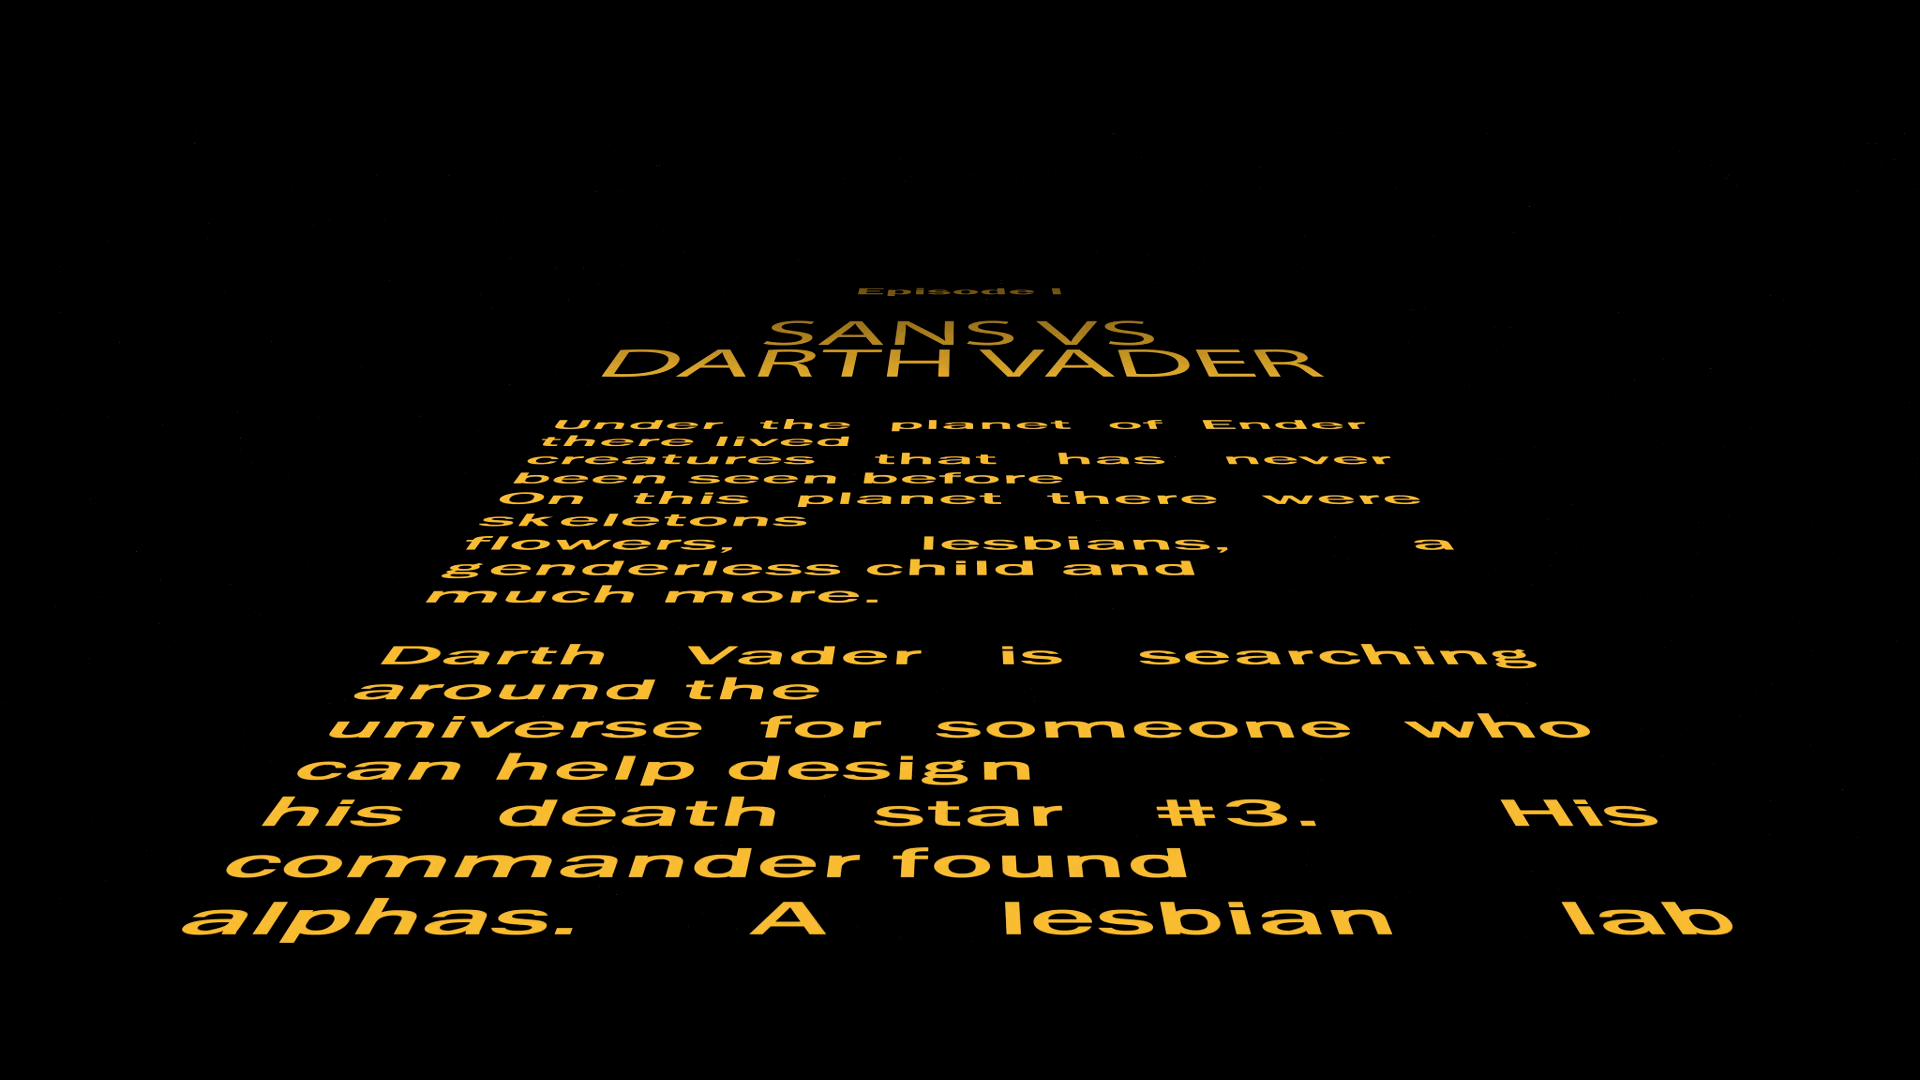 Episode I
SANS VS
DARTH VADER
Under the planet of Ender
there lived
creatures that has never
been seen before
On this planet there were
skeletons
flowers, lesbians, a
genderless child and
much more.
Darth Vader is searching
around the
universe for someone who
can help design
his death star #3. His
commander found
alphas. A lesbian lab